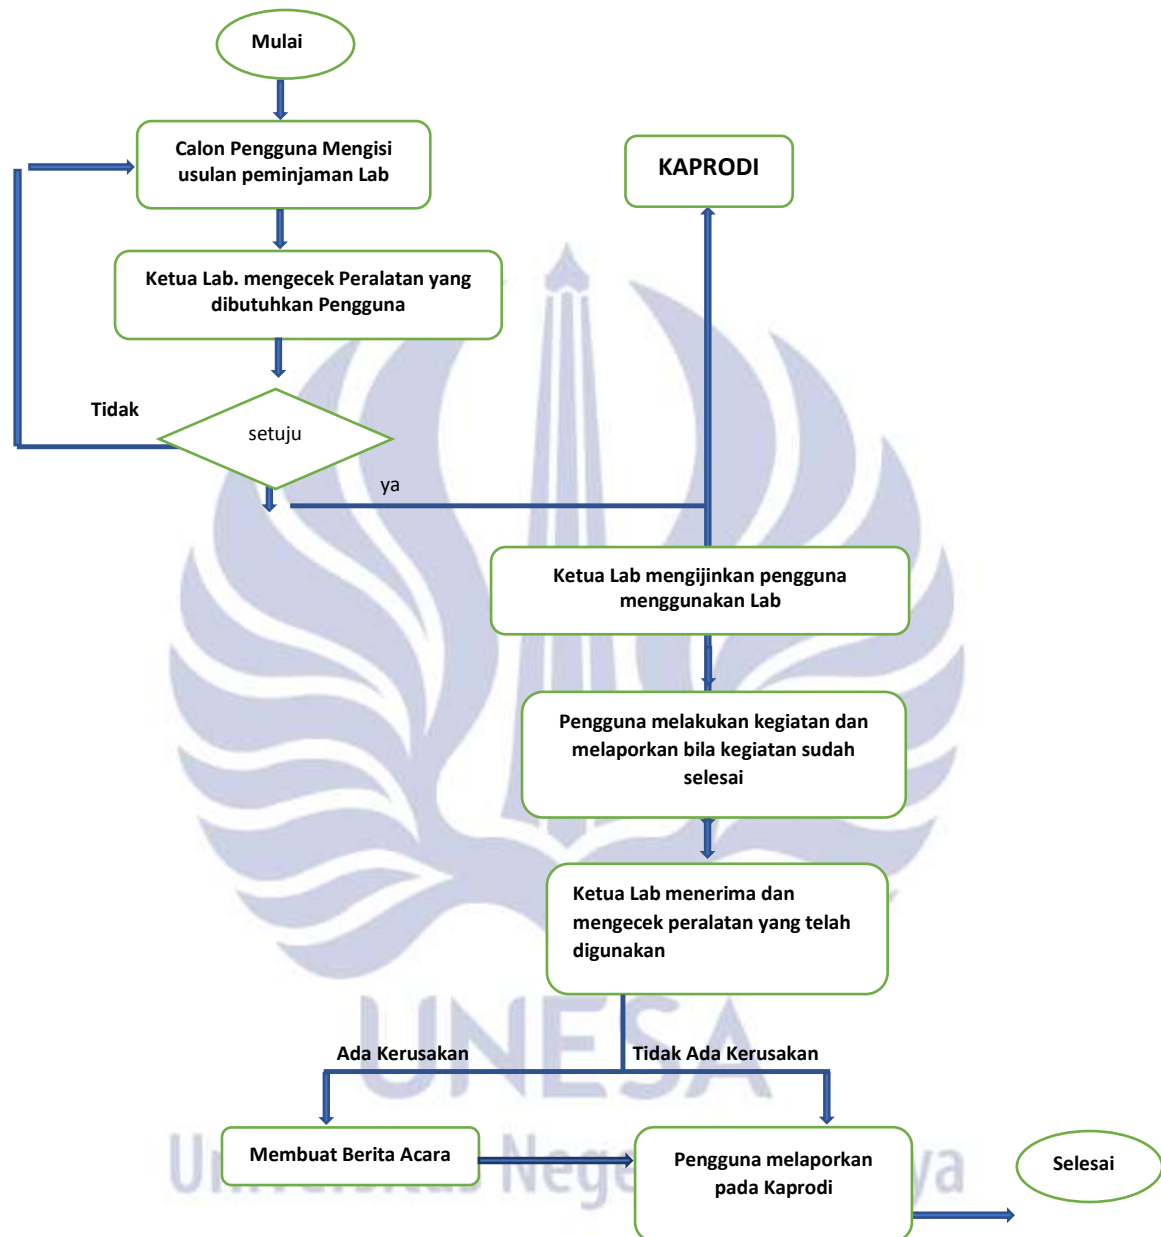 Mulai
Calon Pengguna Mengisi
usulan peminjaman Lab
KAPRODI
Ketua Lab. mengecek Peralatan yang
dibutuhkan Pengguna
Tidak
setuju
ya
Ketua Lab mengijinkan pengguna
menggunakan Lab
Pengguna melakukan kegiatan dan
melaporkan bila kegiatan sudah
selesai
Ketua Lab menerima dan
mengecek peralatan yang telah
digunakan
UNESA
Ada Kerusakan
Tidak Ada Kerusakan
Membuat Berita Acara
Pengguna melaporkan
pada Kaprodi
Selesai